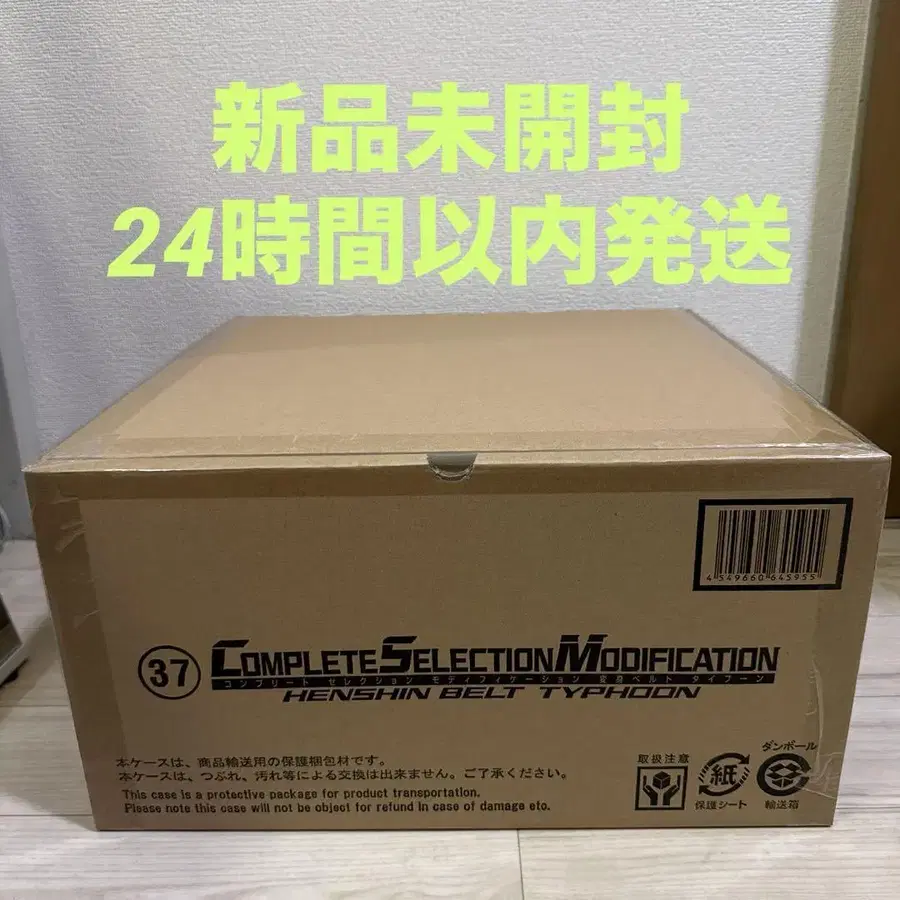 新品未開封
24時間以内発送
4 549660 645955
37 COMPLETE SELECTION MODIFICATION
コンプリート セレクション モディフィケーション 変身ベルト タイフーン
HENSHIN BELT TYPHOON
本ケースは、商品輸送用の保護梱包材です。
本ケースは、つぶれ、汚れ等による交換は出来ません。ご了承ください。
This case is a protective package for product transportation.
Please note this case will not be object for refund in case of damage etc.
取扱注意
紙
保護シート
ダンボール
輸送箱